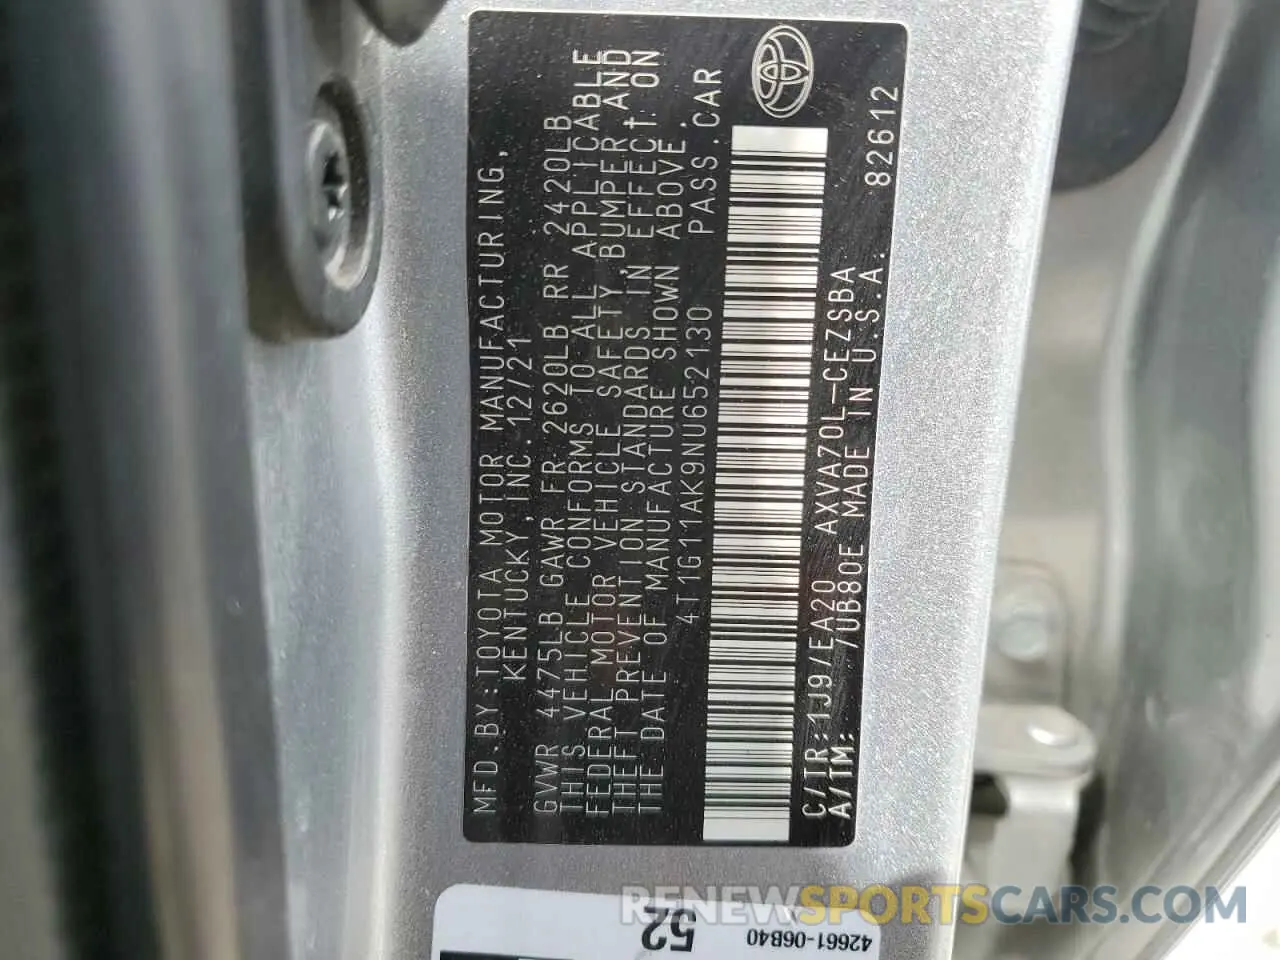 MFD.BY:TOYOTA MOTOR MANUFACTURING,
KENTUCKY,INC.12/21
GVWR 4475LB GAWR FR 2620LB RR 2420LB
THIS VEHICLE CONFORMS TO ALL APPLICABLE
FEDERAL MOTOR VEHICLE SAFETY,BUMPER AND
THEFT PREVENTION STANDARDS IN EFFECT ON
THE DATE OF MANUFACTURE SHOWN ABOVE.
4T1G11AK9NU652130 PASS.CAR
C/TR:1J9/EA20 AXVA70L-CEZSBA 82612
A/TM: /UB80E MADE IN U.S.A.
52
42661-06B40
RENEWSPORTSCARS.COM